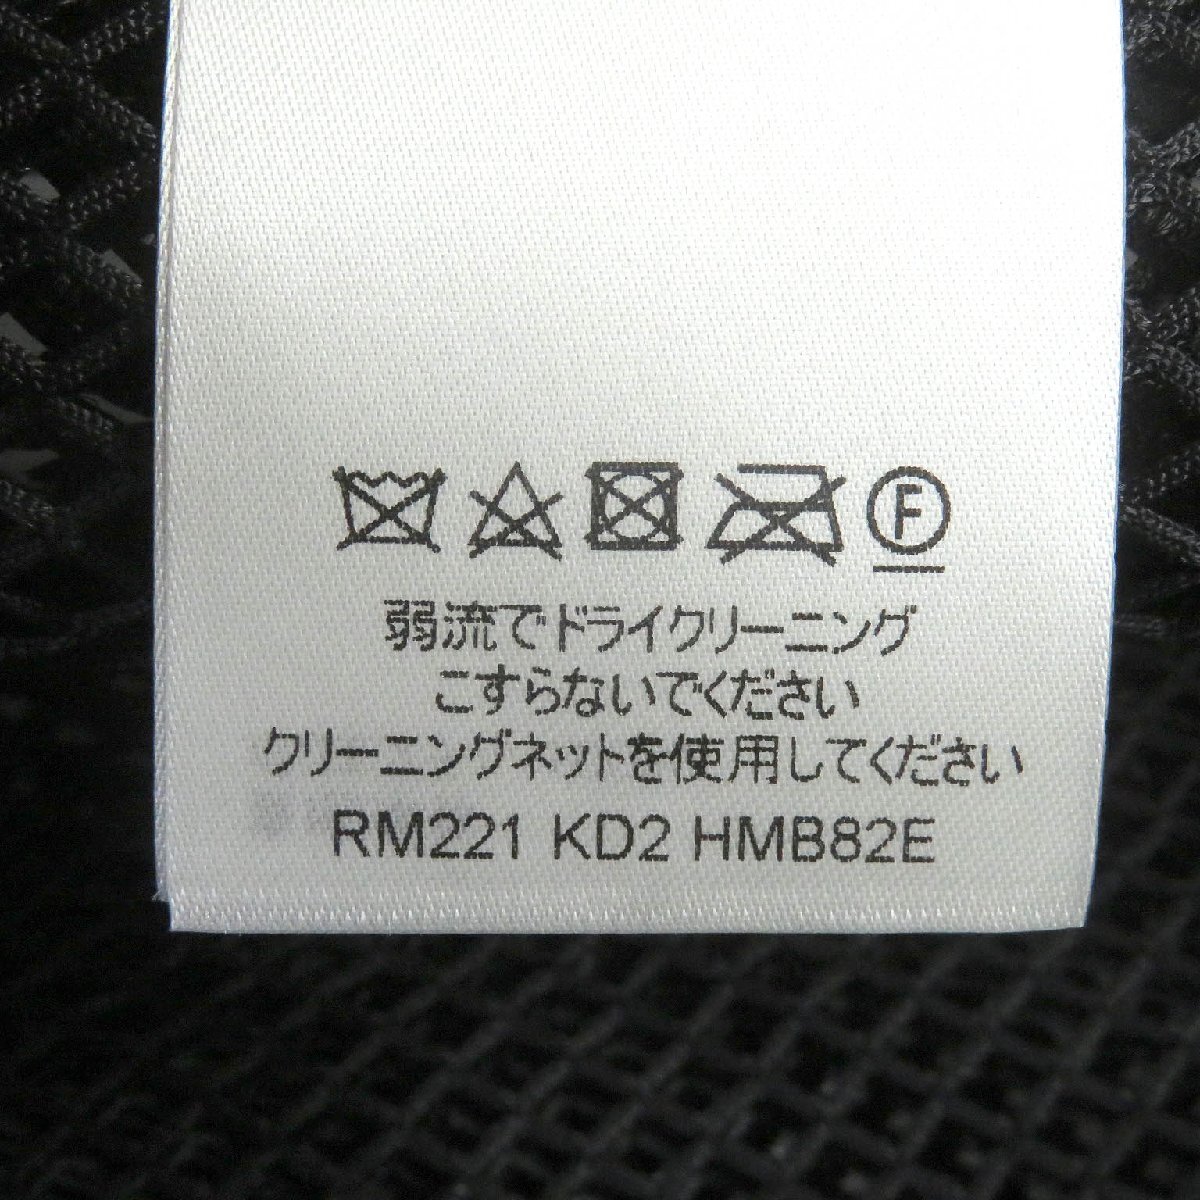 F
弱流でドライクリーニング
こすらないでください
クリーニングネットを使用してください
RM221 KD2 HMB82E